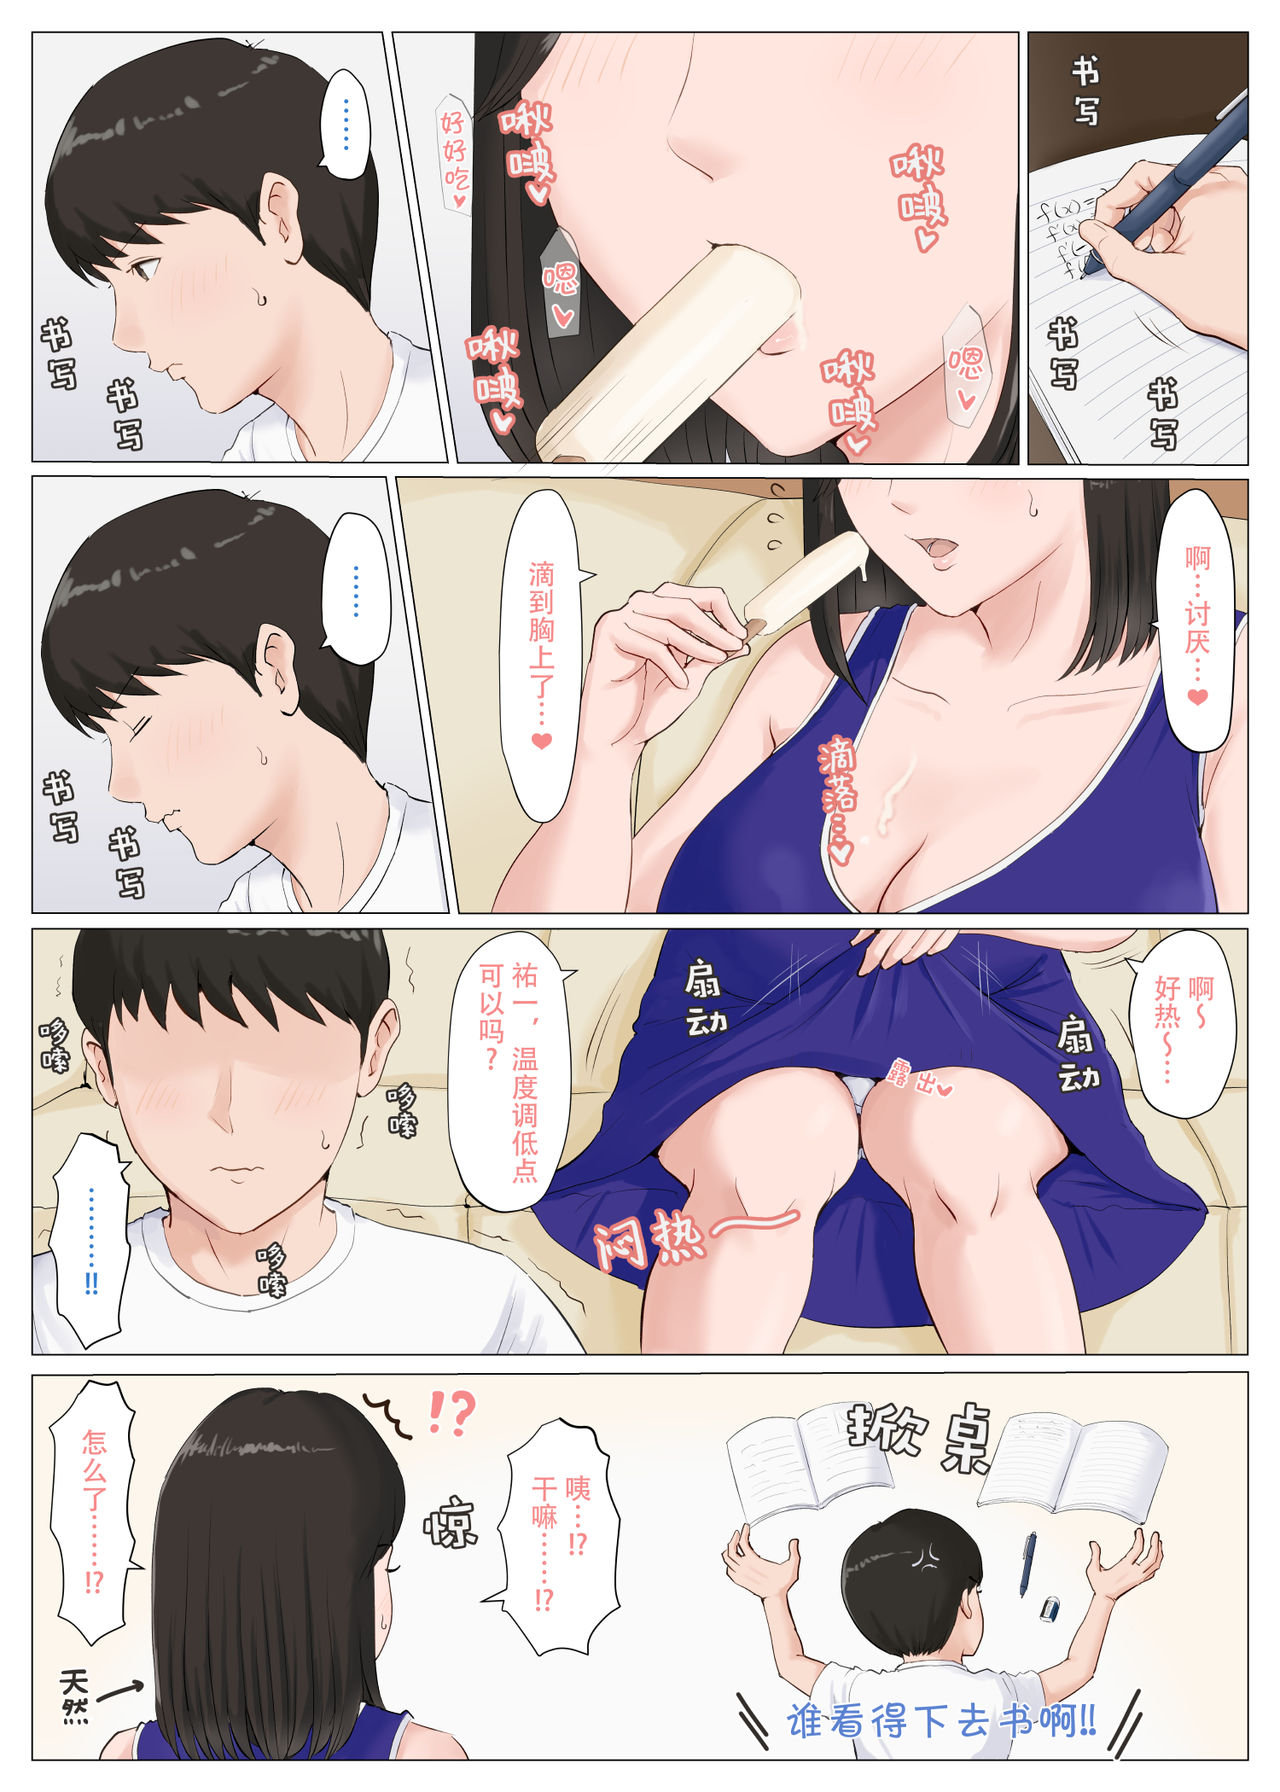 书写
书写
书写
啾啵♥
啾啵♥
嗯♥
啾啵♥
好好吃♥
嗯♥
啾啵♥
……
书写
书写
啊…讨厌…♥
滴到胸上了…♥
滴落…♥
……
书写
书写
啊～
好热～…
扇动
扇动
露出♥
闷热～
祐一，温度调低点
可以吗？
哆嗦
哆嗦
哆嗦
………!!
掀桌
谁看得下去书啊!!
咦…!?
干嘛……!?
!?
惊
怎么了……!?
天然